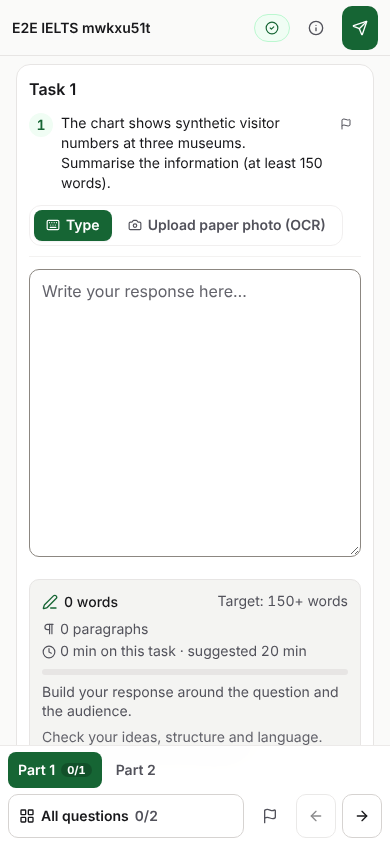 E2E IELTS mwkxu51t
Task 1
1 The chart shows synthetic visitor
numbers at three museums.
Summarise the information (at least 150
words).
Type Upload paper photo (OCR)
Write your response here...
0 words Target: 150+ words
0 paragraphs
0 min on this task · suggested 20 min
Build your response around the question and
the audience.
Check your ideas, structure and language.
Part 1 0/1 Part 2
All questions 0/2